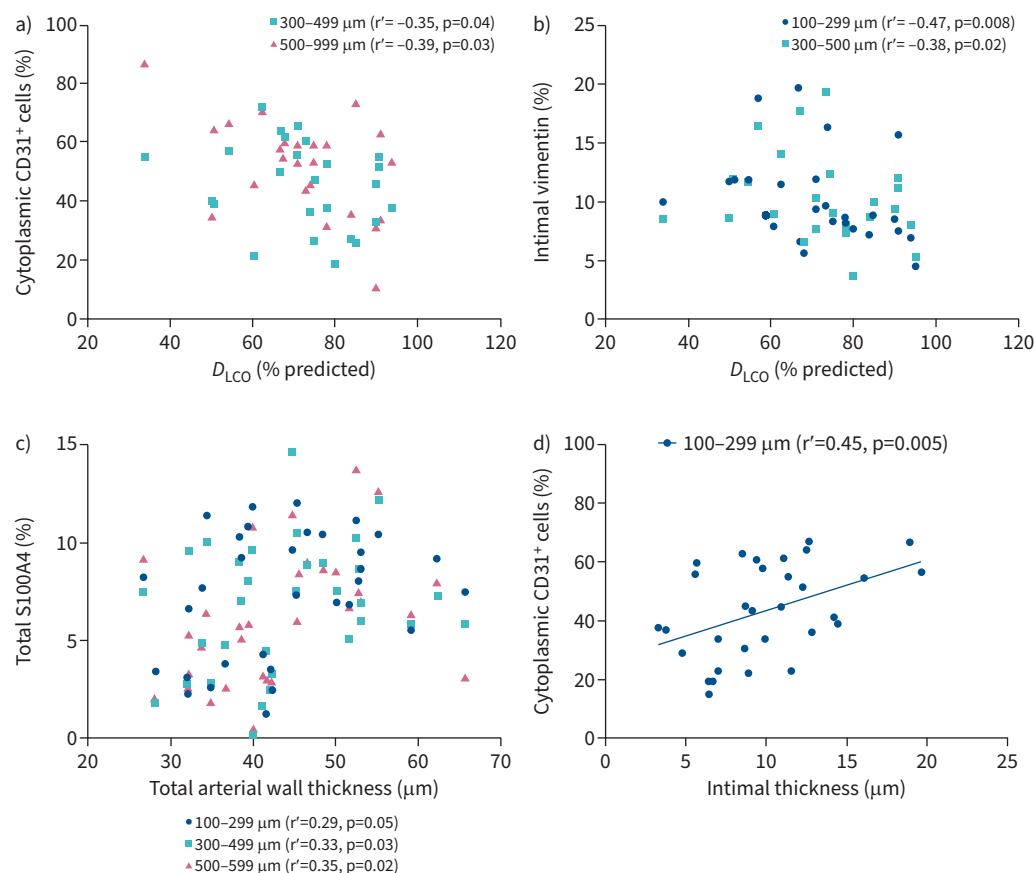 a)
300–499 µm (r′= –0.35, p=0.04)
500–999 µm (r′= –0.39, p=0.03)
Cytoplasmic CD31⁺ cells (%)
100
80
60
40
20
0
20 40 60 80 100 120
D_LCO (% predicted)
b)
100–299 µm (r′= –0.47, p=0.008)
300–500 µm (r′= –0.38, p=0.02)
Intimal vimentin (%)
25
20
15
10
5
0
20 40 60 80 100 120
D_LCO (% predicted)
c)
Total S100A4 (%)
15
10
5
0
20 30 40 50 60 70
Total arterial wall thickness (µm)
100–299 µm (r′=0.29, p=0.05)
300–499 µm (r′=0.33, p=0.03)
500–599 µm (r′=0.35, p=0.02)
d)
100–299 µm (r′=0.45, p=0.005)
Cytoplasmic CD31⁺ cells (%)
100
80
60
40
20
0
0 5 10 15 20 25
Intimal thickness (µm)